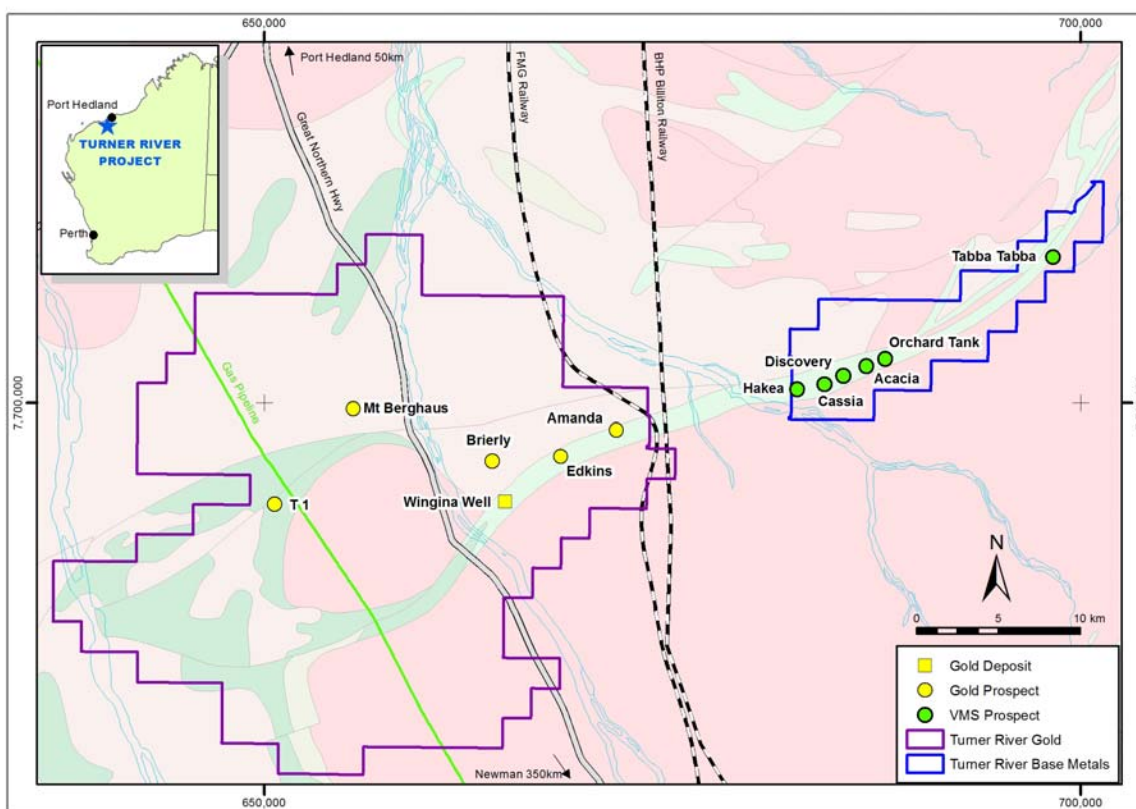 650,000
700,000
Port Hedland 50km
Port Hedland
TURNER RIVER
PROJECT
Perth
Great Northern Hwy
FMG Railway
BHP Billiton Railway
Tabba Tabba
Orchard Tank
Discovery
Acacia
Hakea
Cassia
7,700,000
Gas Pipeline
Mt Berghaus
Amanda
Brierly
Edkins
Wingina Well
T 1
N
0 5 10 km
Gold Deposit
Gold Prospect
VMS Prospect
Turner River Gold
Turner River Base Metals
Newman 350km
650,000
700,000